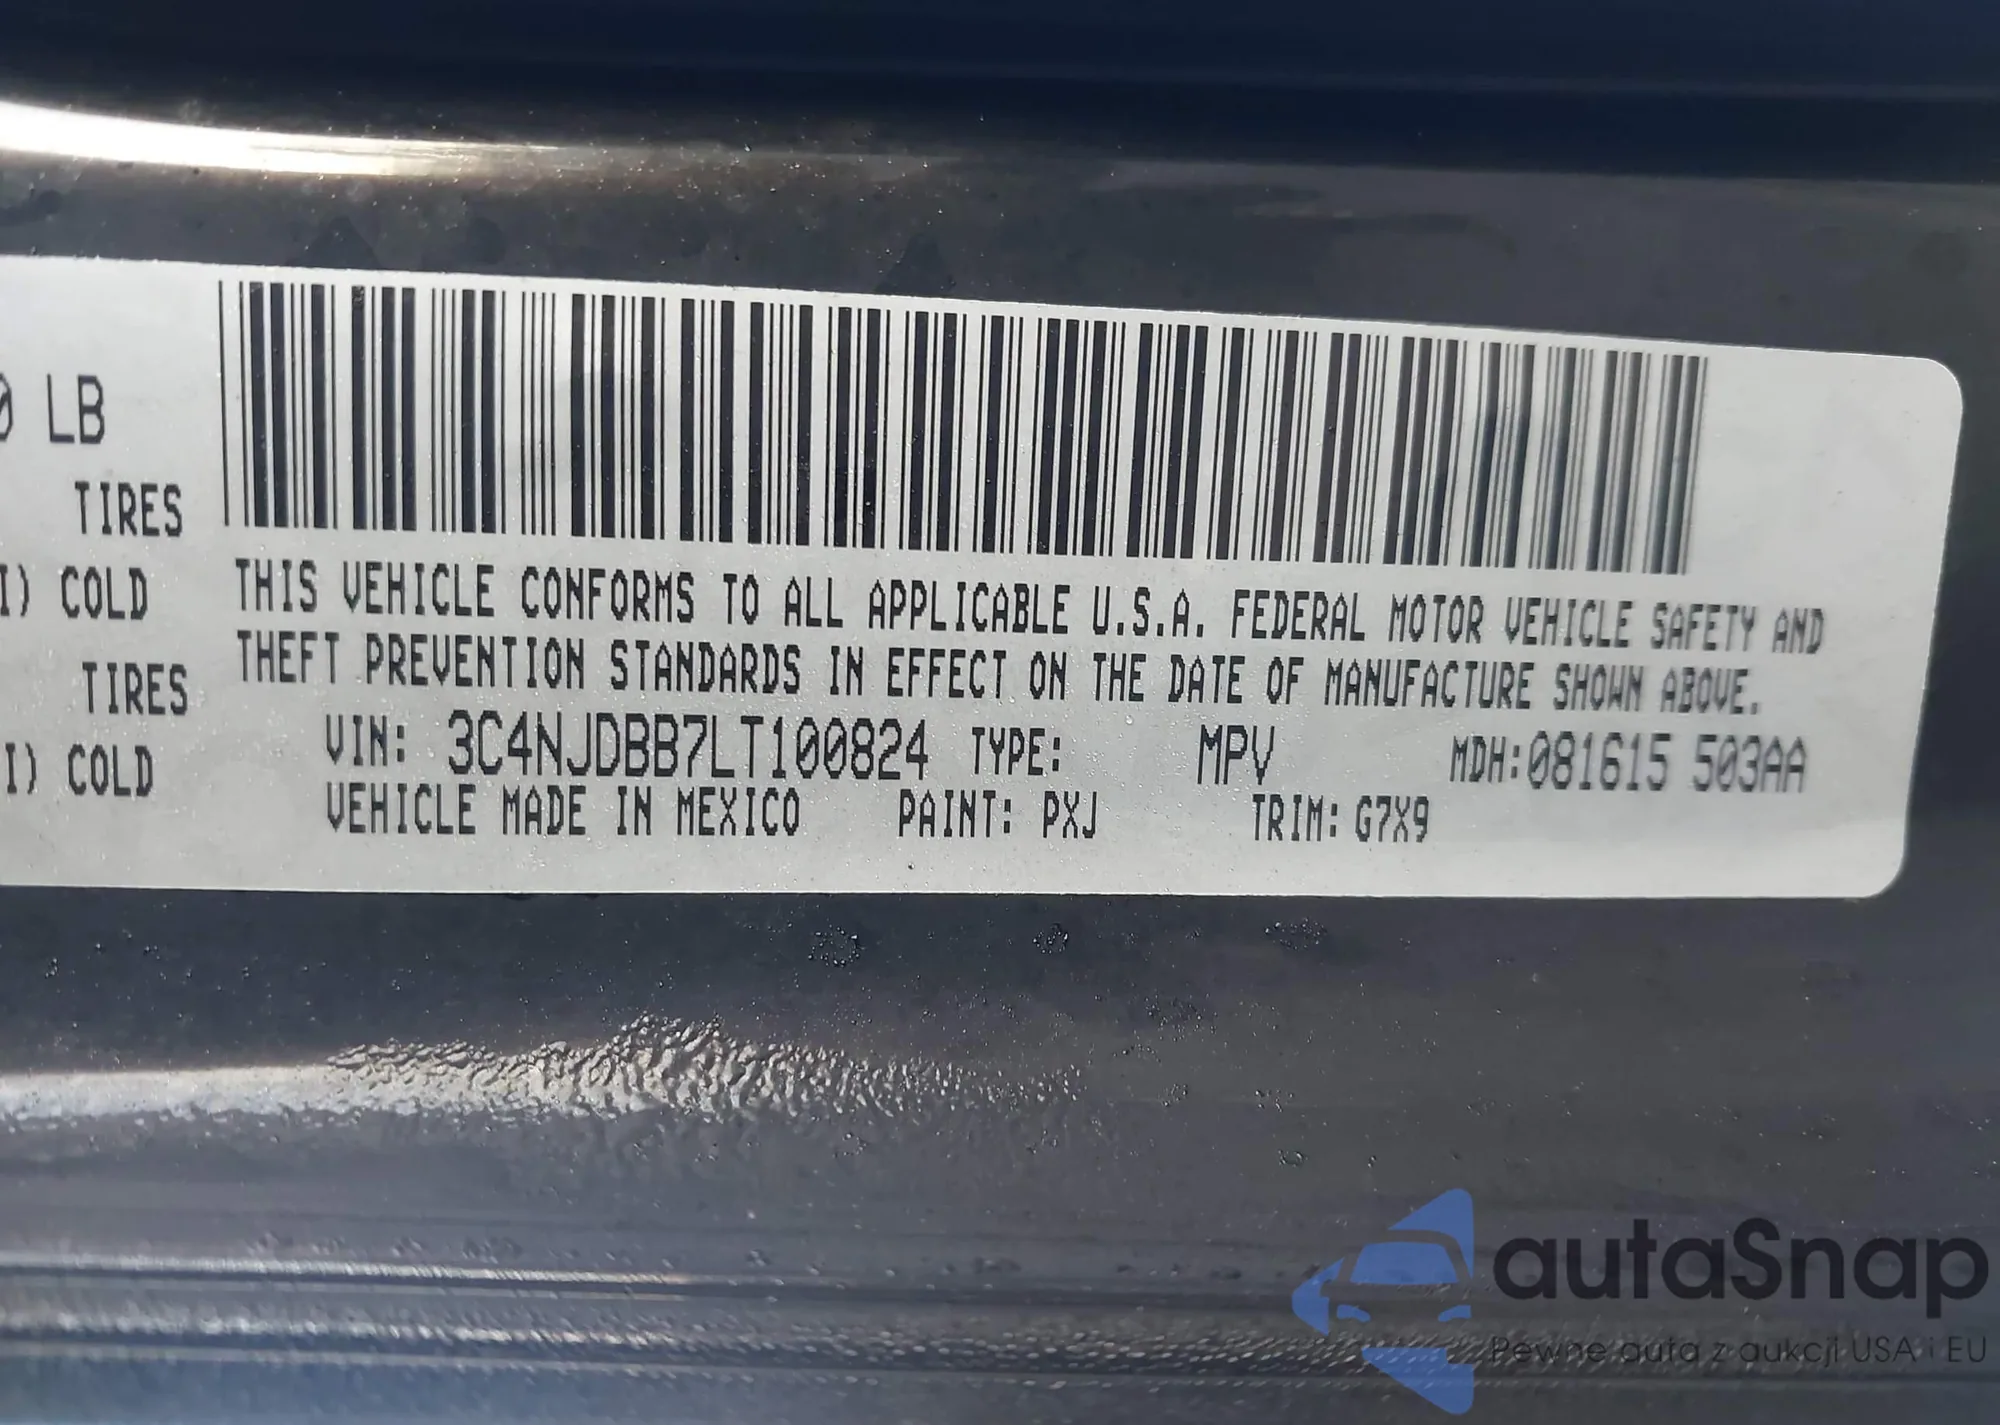 0 LB
TIRES
I) COLD
TIRES
I) COLD
THIS VEHICLE CONFORMS TO ALL APPLICABLE U.S.A. FEDERAL MOTOR VEHICLE SAFETY AND
THEFT PREVENTION STANDARDS IN EFFECT ON THE DATE OF MANUFACTURE SHOWN ABOVE.
VIN: 3C4NJDBB7LT100824 TYPE: MPV MDH:081615 503AA
VEHICLE MADE IN MEXICO PAINT: PXJ TRIM: G7X9
autaSnap
Pewne auta z aukcji USA i EU